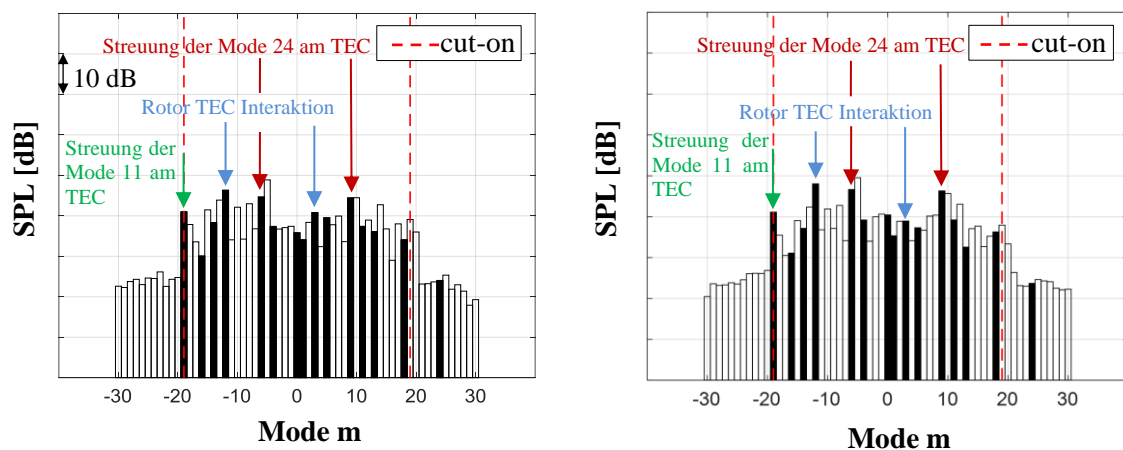 Streuung der Mode 24 am TEC
cut-on
10 dB
Rotor TEC Interaktion
Streuung der
Mode 11 am
TEC
SPL [dB]
-30 -20 -10 0 10 20 30
Mode m
Streuung der Mode 24 am TEC
cut-on
Rotor TEC Interaktion
Streuung der
Mode 11 am
TEC
SPL [dB]
-30 -20 -10 0 10 20 30
Mode m